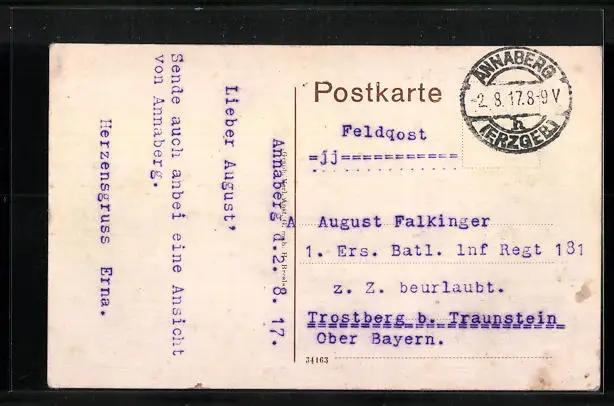 Annaberg d.2. 8. 17.
Lieber August'
Sende auch anbei eine Ansicht
von Annaberg.
Herzensgruss Erna.
Postkarte
ANNABERG
-2.8.17.8-9V
h
(ERZGEB.)
Feldqost
=jj===========
A August Falkinger
1. Ers. Batl. lnf Regt 181
z. Z. beurlaubt.
Trostberg b. Traunstein
Ober Bayern.
34163